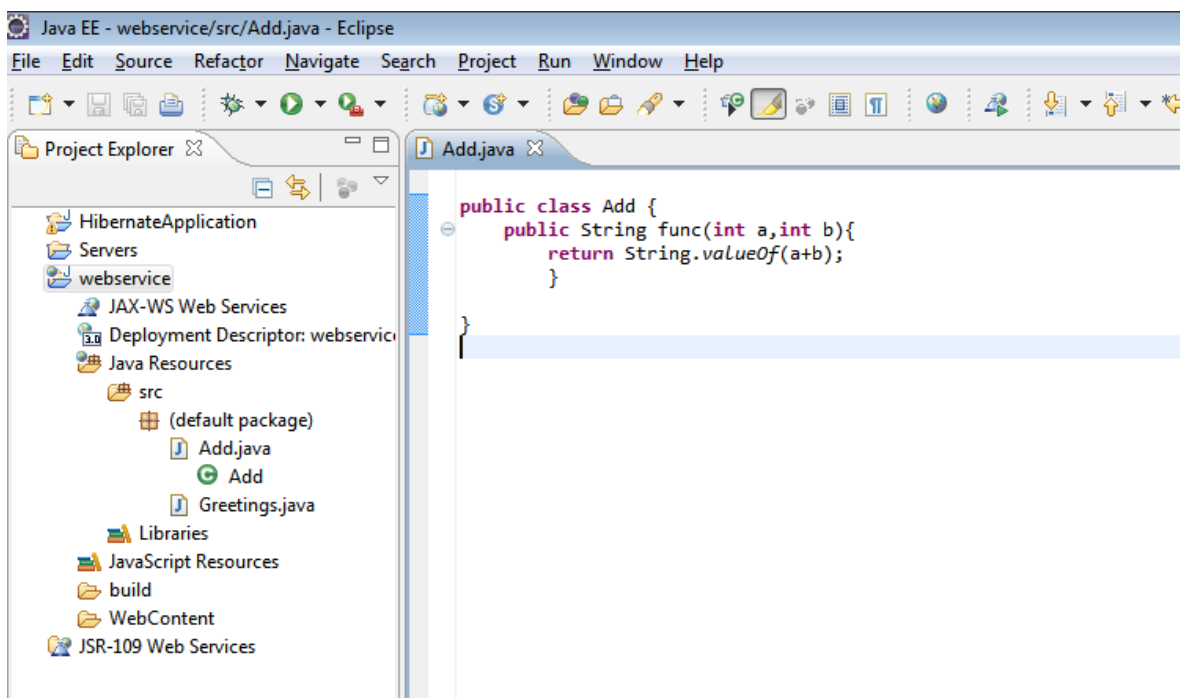 Java EE - webservice/src/Add.java - Eclipse
File Edit Source Refactor Navigate Search Project Run Window Help
Project Explorer
HibernateApplication
Servers
webservice
JAX-WS Web Services
3.0
Deployment Descriptor: webservic
Java Resources
src
(default package)
Add.java
Add
Greetings.java
Libraries
JavaScript Resources
build
WebContent
JSR-109 Web Services
Add.java
public class Add {
public String func(int a,int b){
return String.valueOf(a+b);
}
}